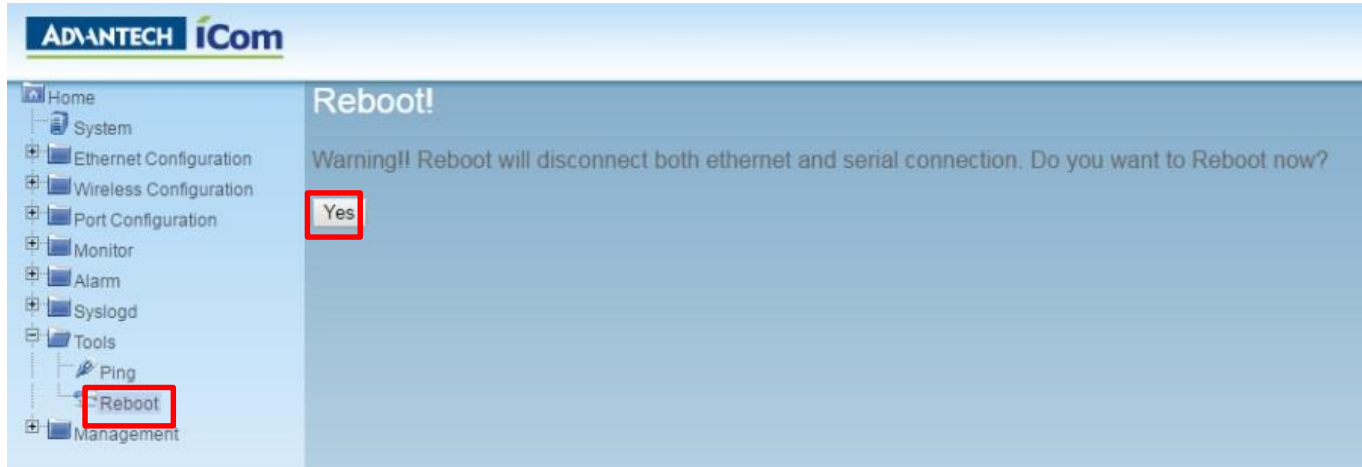 ADVANTECH iCom
Home
System
Ethernet Configuration
Wireless Configuration
Port Configuration
Monitor
Alarm
Syslogd
Tools
Ping
Reboot
Management
Reboot!
Warning!! Reboot will disconnect both ethernet and serial connection. Do you want to Reboot now?
Yes